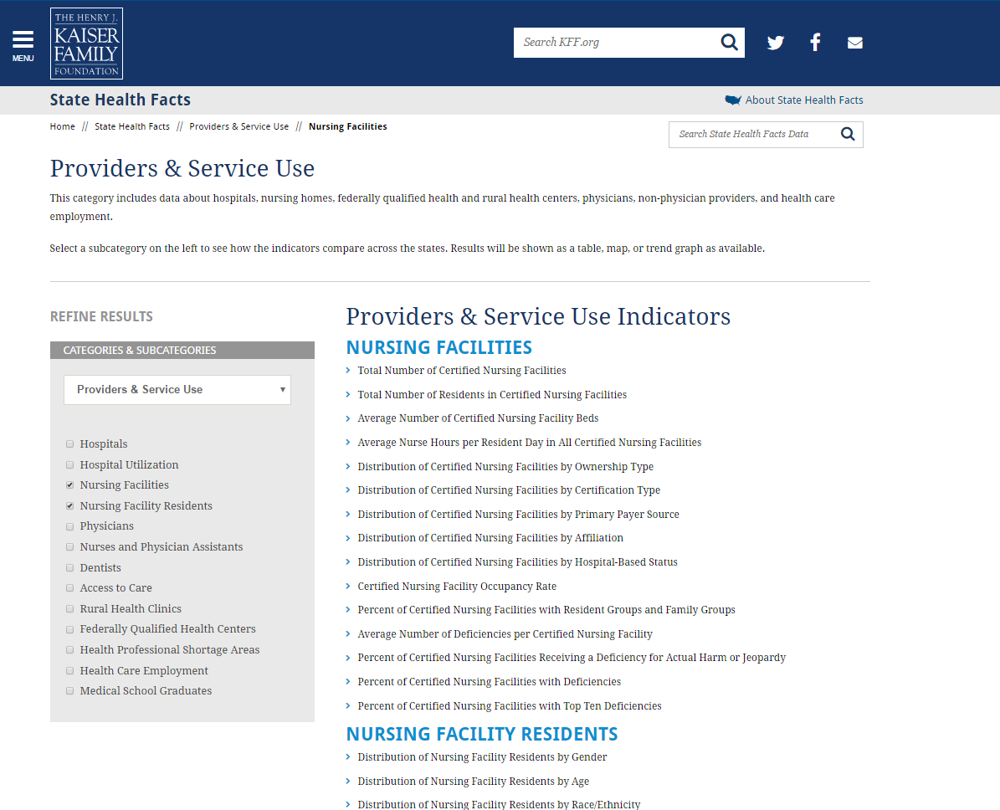 THE HENRY J.
KAISER
FAMILY
FOUNDATION
MENU
Search KFF.org
State Health Facts
About State Health Facts
Home // State Health Facts // Providers & Service Use // Nursing Facilities
Search State Health Facts Data
Providers & Service Use
This category includes data about hospitals, nursing homes, federally qualified health and rural health centers, physicians, non-physician providers, and health care
employment.
Select a subcategory on the left to see how the indicators compare across the states. Results will be shown as a table, map, or trend graph as available.
REFINE RESULTS
CATEGORIES & SUBCATEGORIES
Providers & Service Use
Hospitals
Hospital Utilization
Nursing Facilities
Nursing Facility Residents
Physicians
Nurses and Physician Assistants
Dentists
Access to Care
Rural Health Clinics
Federally Qualified Health Centers
Health Professional Shortage Areas
Health Care Employment
Medical School Graduates
Providers & Service Use Indicators
NURSING FACILITIES
Total Number of Certified Nursing Facilities
Total Number of Residents in Certified Nursing Facilities
Average Number of Certified Nursing Facility Beds
Average Nurse Hours per Resident Day in All Certified Nursing Facilities
Distribution of Certified Nursing Facilities by Ownership Type
Distribution of Certified Nursing Facilities by Certification Type
Distribution of Certified Nursing Facilities by Primary Payer Source
Distribution of Certified Nursing Facilities by Affiliation
Distribution of Certified Nursing Facilities by Hospital-Based Status
Certified Nursing Facility Occupancy Rate
Percent of Certified Nursing Facilities with Resident Groups and Family Groups
Average Number of Deficiencies per Certified Nursing Facility
Percent of Certified Nursing Facilities Receiving a Deficiency for Actual Harm or Jeopardy
Percent of Certified Nursing Facilities with Deficiencies
Percent of Certified Nursing Facilities with Top Ten Deficiencies
NURSING FACILITY RESIDENTS
Distribution of Nursing Facility Residents by Gender
Distribution of Nursing Facility Residents by Age
Distribution of Nursing Facility Residents by Race/Ethnicity